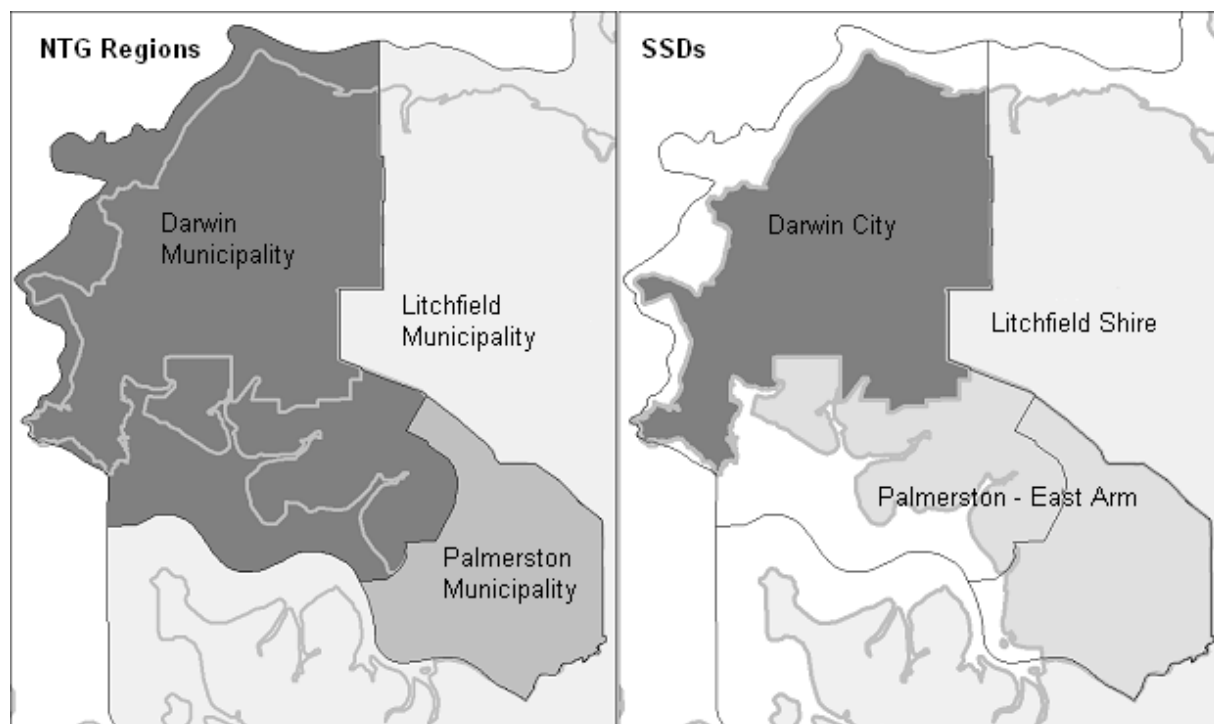 NTG Regions
Darwin
Municipality
Litchfield
Municipality
Palmerston
Municipality
SSDs
Darwin City
Litchfield Shire
Palmerston - East Arm